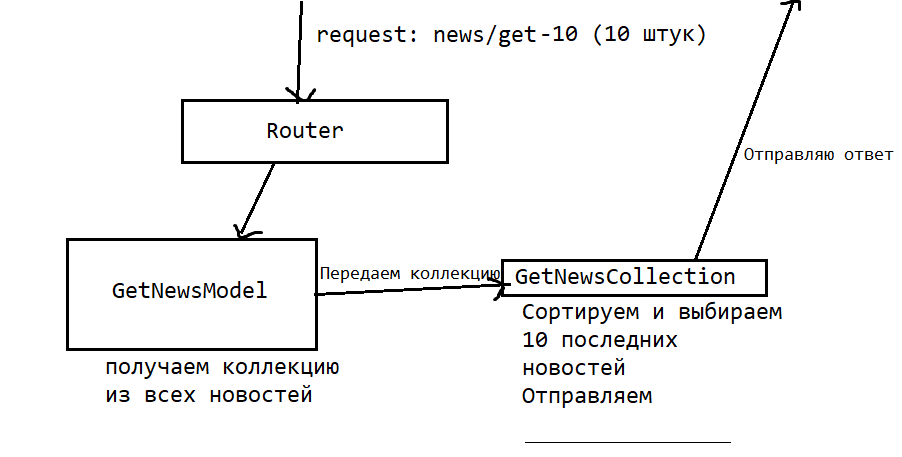 request: news/get-10 (10 штук)
Router
Отправляю ответ
GetNewsModel
Передаем коллекцию
GetNewsCollection
получаем коллекцию
из всех новостей
Сортируем и выбираем
10 последних
новостей
Отправляем